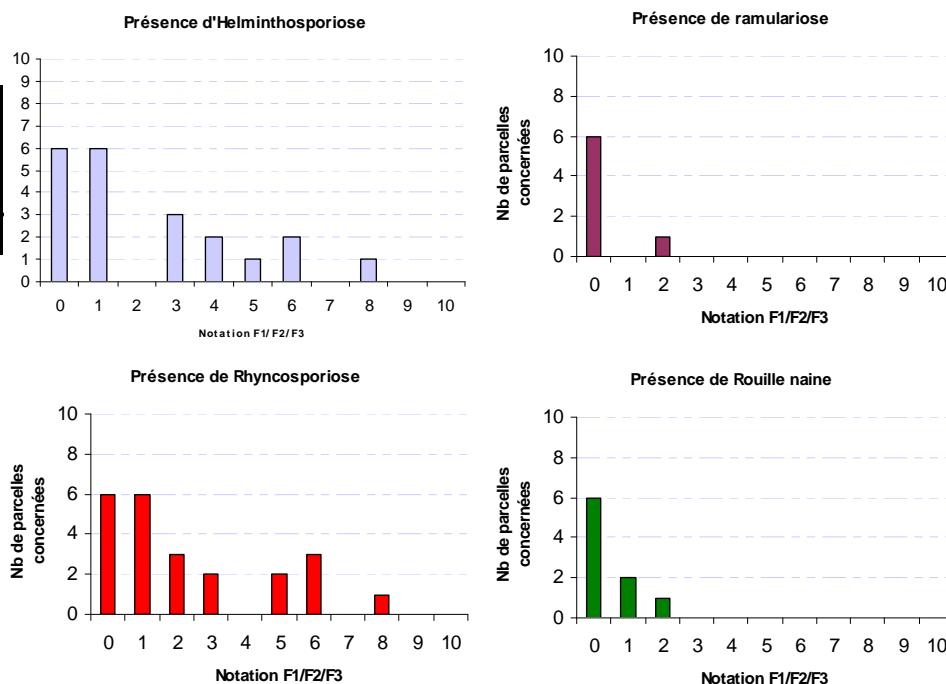 Présence d'Helminthosporiose
10
9
8
7
6
5
4
3
2
1
0
0 1 2 3 4 5 6 7 8 9 10
Notation F1/F2/F3
Présence de ramulariose
Nb de parcelles
concernées
10
8
6
4
2
0
0 1 2 3 4 5 6 7 8 9 10
Notation F1/F2/F3
Présence de Rhyncosporiose
Nb de parcelles
concernées
10
8
6
4
2
0
0 1 2 3 4 5 6 7 8 9 10
Notation F1/F2/F3
Présence de Rouille naine
Nb de parcelles
concernées
10
8
6
4
2
0
0 1 2 3 4 5 6 7 8 9 10
Notation F1/F2/F3